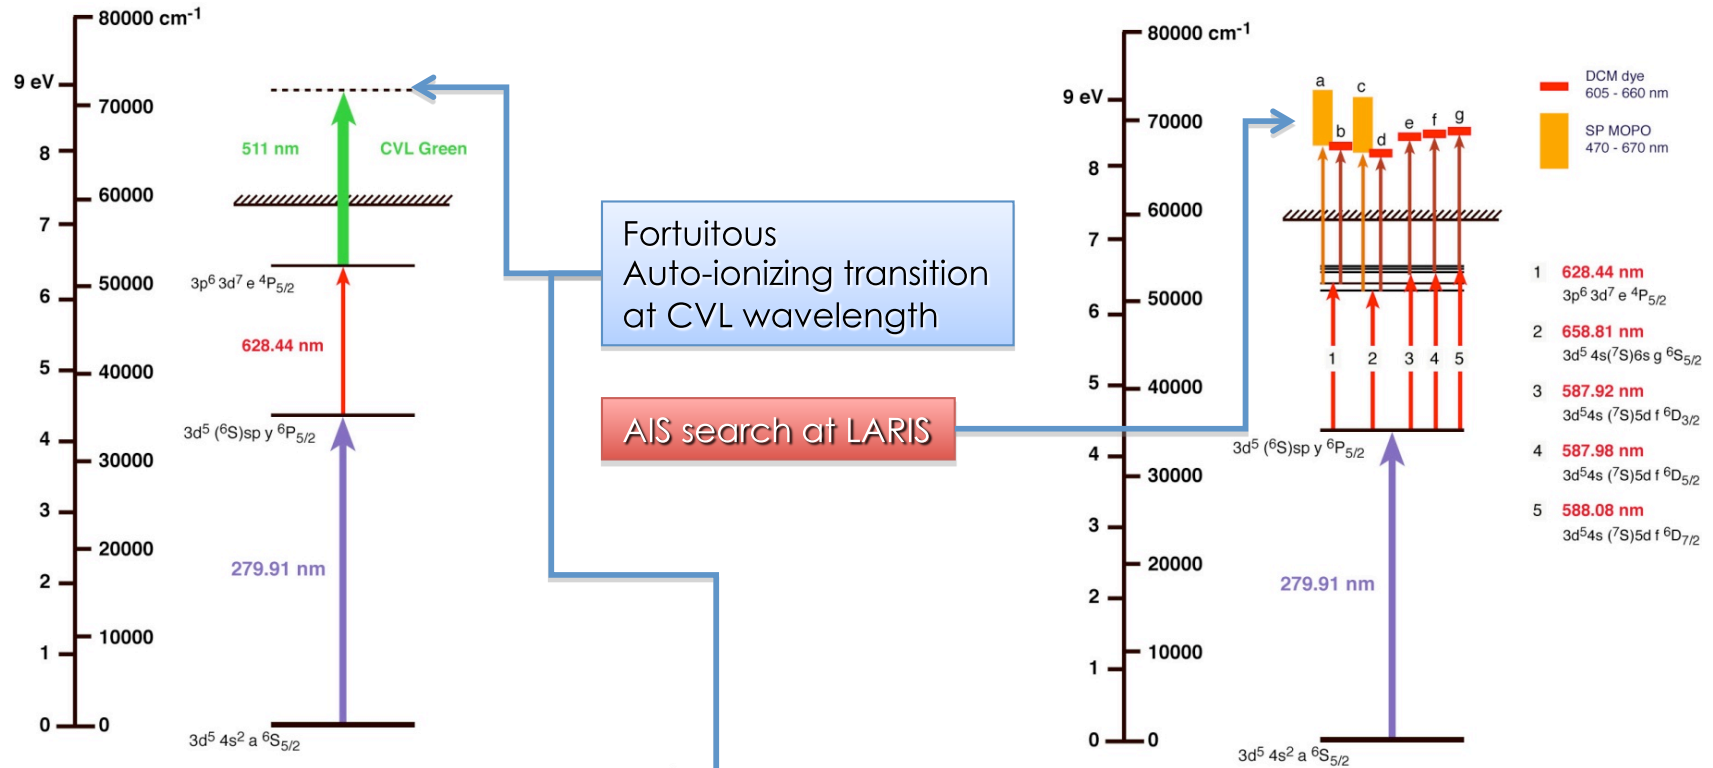 80000 cm-1
9 eV
70000
511 nm
CVL Green
8
60000
7
50000
3p6 3d7 e 4P5/2
6
628.44 nm
5
40000
3d5 (6S)sp y 6P5/2
4
30000
3
20000
279.91 nm
2
10000
1
0
0
3d5 4s2 a 6S5/2
Fortuitous
Auto-ionizing transition
at CVL wavelength
AIS search at LARIS
80000 cm-1
9 eV
70000
8
60000
7
50000
6
5
40000
4
30000
3
20000
2
10000
1
0
0
a
c
b
d
e
f
g
1
2
3
4
5
3d5 (6S)sp y 6P5/2
279.91 nm
3d5 4s2 a 6S5/2
DCM dye
605 - 660 nm
SP MOPO
470 - 670 nm
1 628.44 nm
3p6 3d7 e 4P5/2
2 658.81 nm
3d5 4s(7S)6s g 6S5/2
3 587.92 nm
3d54s (7S)5d f 6D3/2
4 587.98 nm
3d54s (7S)5d f 6D5/2
5 588.08 nm
3d54s (7S)5d f 6D7/2